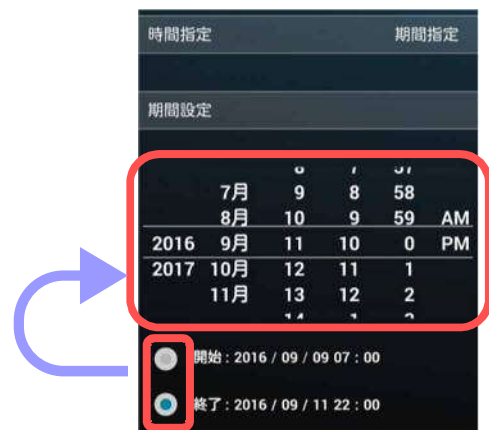 時間指定 期間指定
期間設定
7月 9 8 58
8月 10 9 59 AM
2016 9月 11 10 0 PM
2017 10月 12 11 1
11月 13 12 2
開始 : 2016 / 09 / 09 07 : 00
終了 : 2016 / 09 / 11 22 : 00